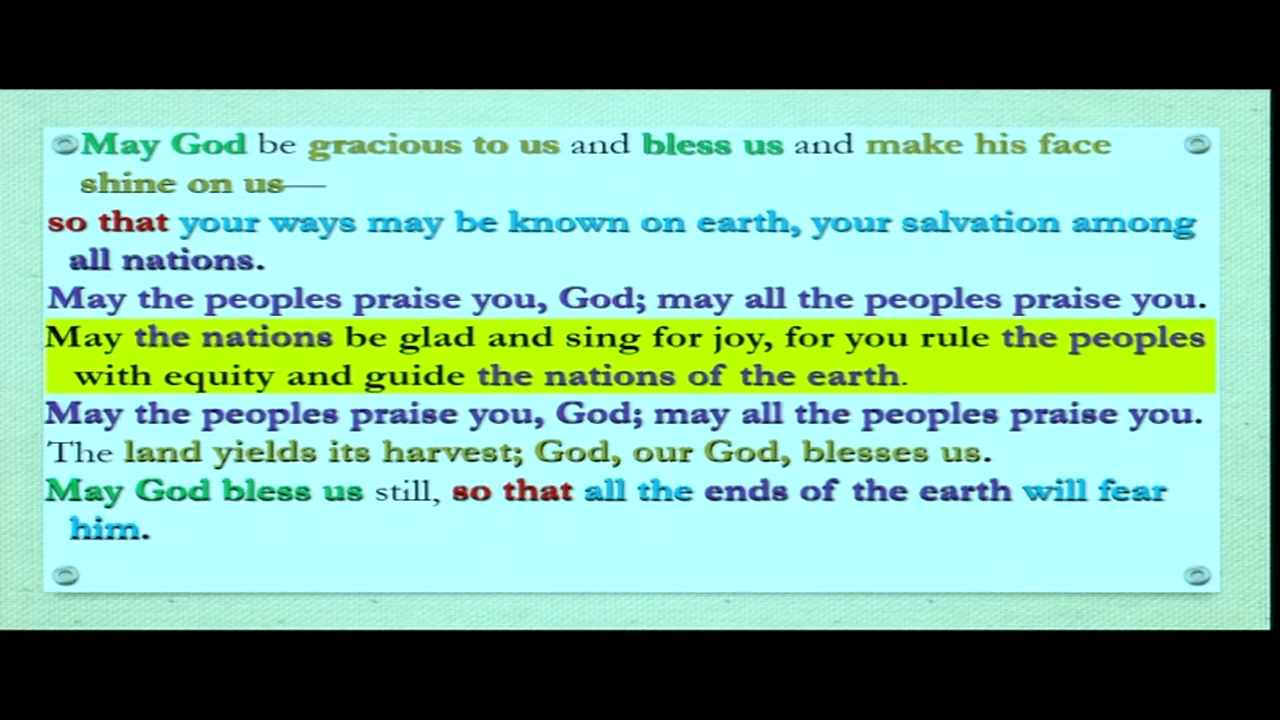 May God be gracious to us and bless us and make his face
shine on us—
so that your ways may be known on earth, your salvation among
all nations.
May the peoples praise you, God; may all the peoples praise you.
May the nations be glad and sing for joy, for you rule the peoples
with equity and guide the nations of the earth.
May the peoples praise you, God; may all the peoples praise you.
The land yields its harvest; God, our God, blesses us.
May God bless us still, so that all the ends of the earth will fear
him.